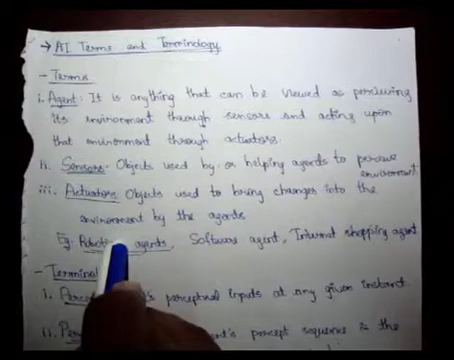 → AI Terms and Terminology
- Terms
i. Agent: It is anything that can be viewed as perceiving
its environment through sensors and acting upon
that environment through actuators.
ii. Sensors: Objects used by or helping agents to perceive
environment
iii. Actuators: Objects used to bring changes into the
environment by the agents
Eg: agents, Software agent, Internet shopping agent
- Terminol
i. perceptual inputs at any given instant.
ii. percept sequence is the